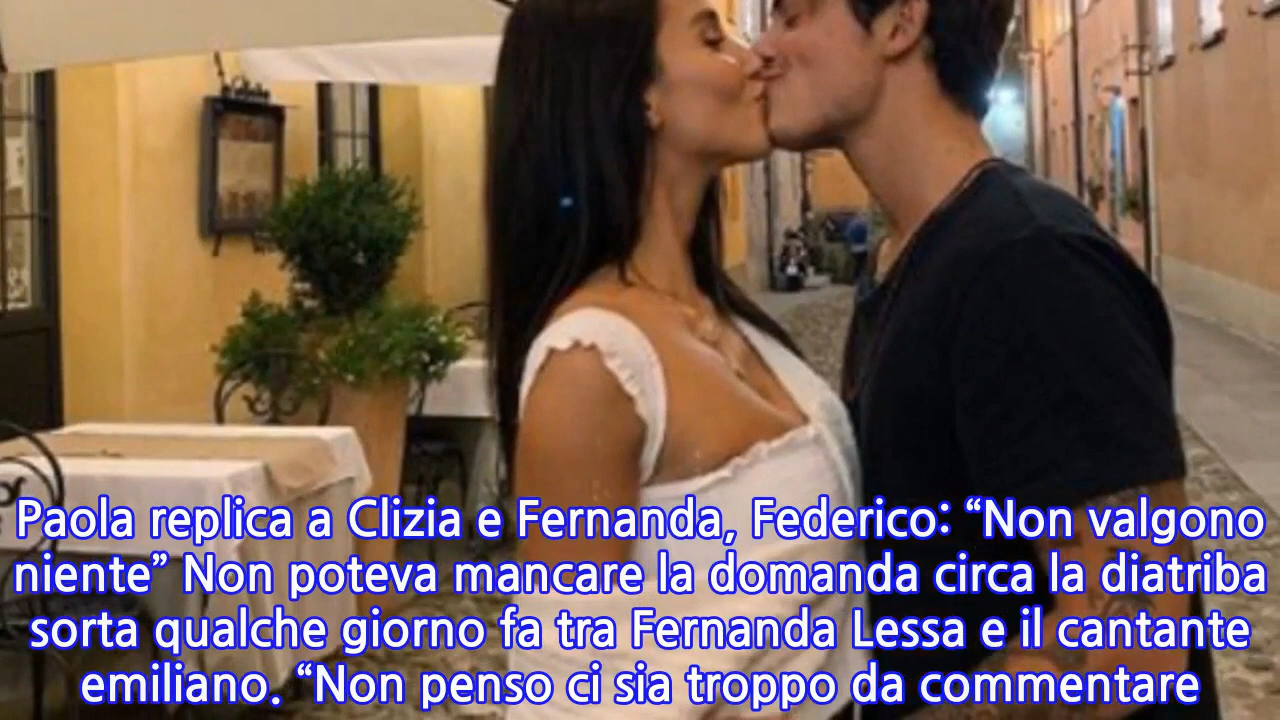 Paola replica a Clizia e Fernanda, Federico: “Non valgono
niente” Non poteva mancare la domanda circa la diatriba
sorta qualche giorno fa tra Fernanda Lessa e il cantante
emiliano. “Non penso ci sia troppo da commentare